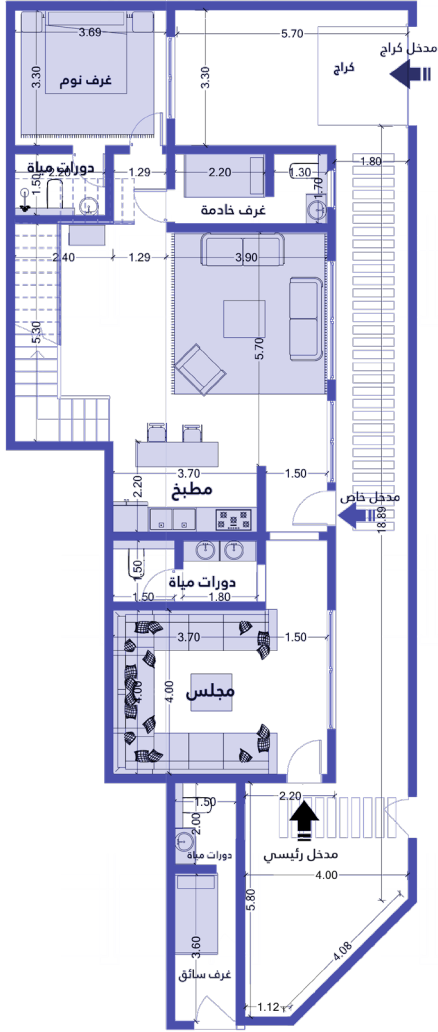 3.69
5.70
مدخل كراج
كراج
3.30
غرف نوم
3.30
دورات مياة
2.20
1.29
2.20
1.30
1.80
1.50
1.70
غرف خادمة
2.40
1.29
3.90
5.30
5.70
3.70
1.50
2.20
مطبخ
مدخل خاص
18.89
1.50
دورات مياة
1.50
1.80
3.70
1.50
4.00
4.00
مجلس
1.50
2.20
2.00
مدخل رئيسي
دورات مياة
4.00
5.80
3.60
4.08
غرف سائق
1.12